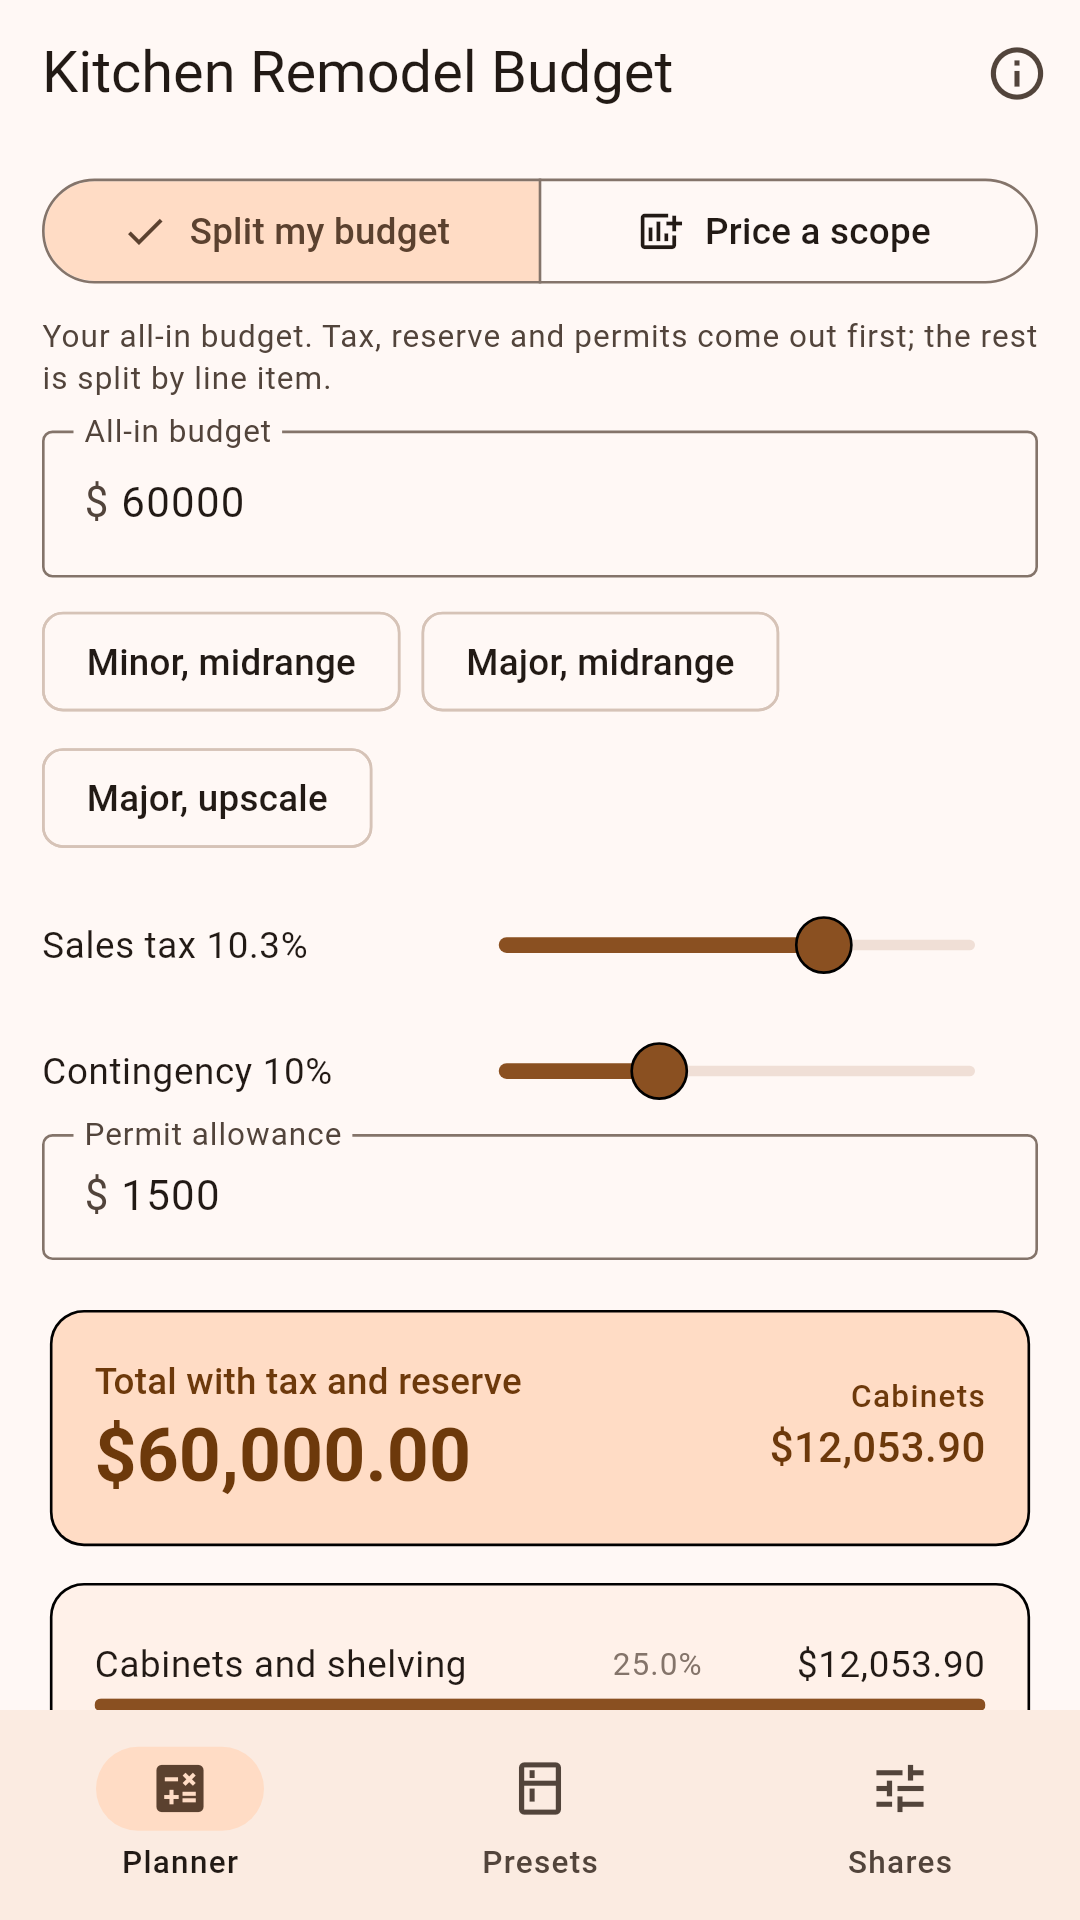 Kitchen Remodel Budget
Split my budget
Price a scope
Your all-in budget. Tax, reserve and permits come out first; the rest
is split by line item.
All-in budget
$ 60000
Minor, midrange
Major, midrange
Major, upscale
Sales tax 10.3%
Contingency 10%
Permit allowance
$ 1500
Total with tax and reserve
$60,000.00
Cabinets
$12,053.90
Cabinets and shelving 25.0% $12,053.90
Planner
Presets
Shares